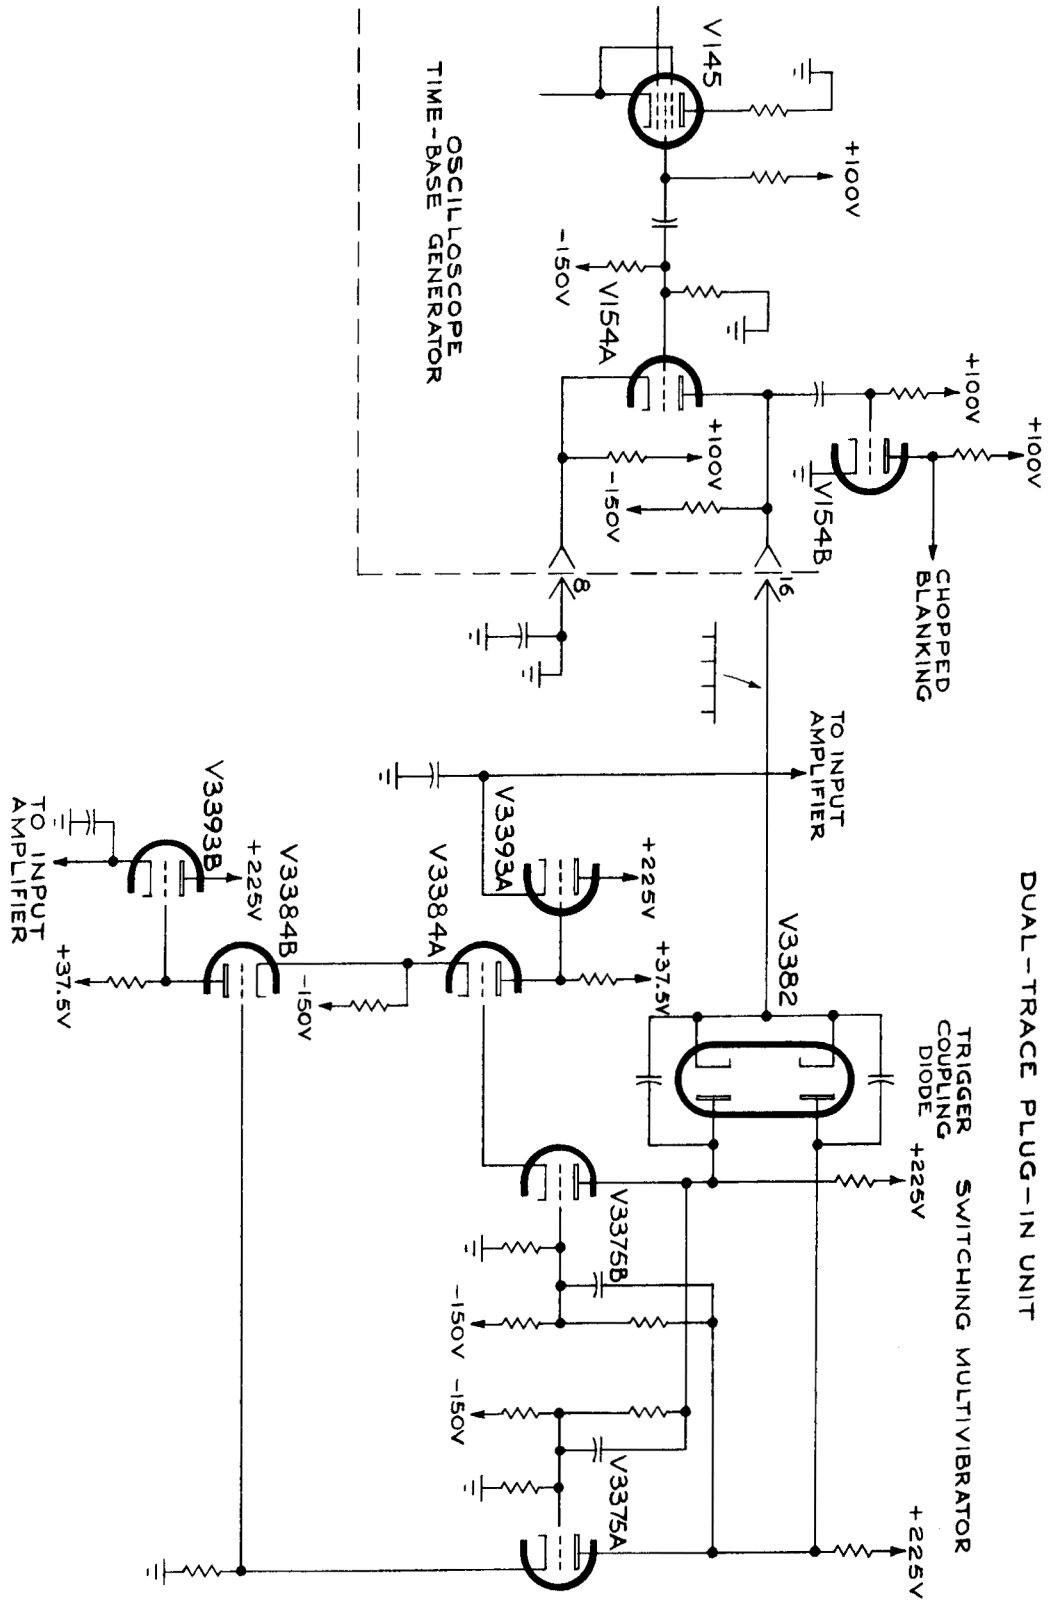 DUAL-TRACE PLUG-IN UNIT
V145
+100V
-150V
V154A
+100V
+100V
V154B
+100V
-150V
CHOPPED
BLANKING
OSCILLOSCOPE
TIME-BASE GENERATOR
8
16
TO INPUT
AMPLIFIER
V3382
TRIGGER
COUPLING
DIODE
SWITCHING MULTIVIBRATOR
+225V
+225V
V3393A
+225V
+37.5V
V3384A
-150V
V3384B
V3393B
+225V
+37.5V
TO INPUT
AMPLIFIER
V3375B
-150V
-150V
V3375A